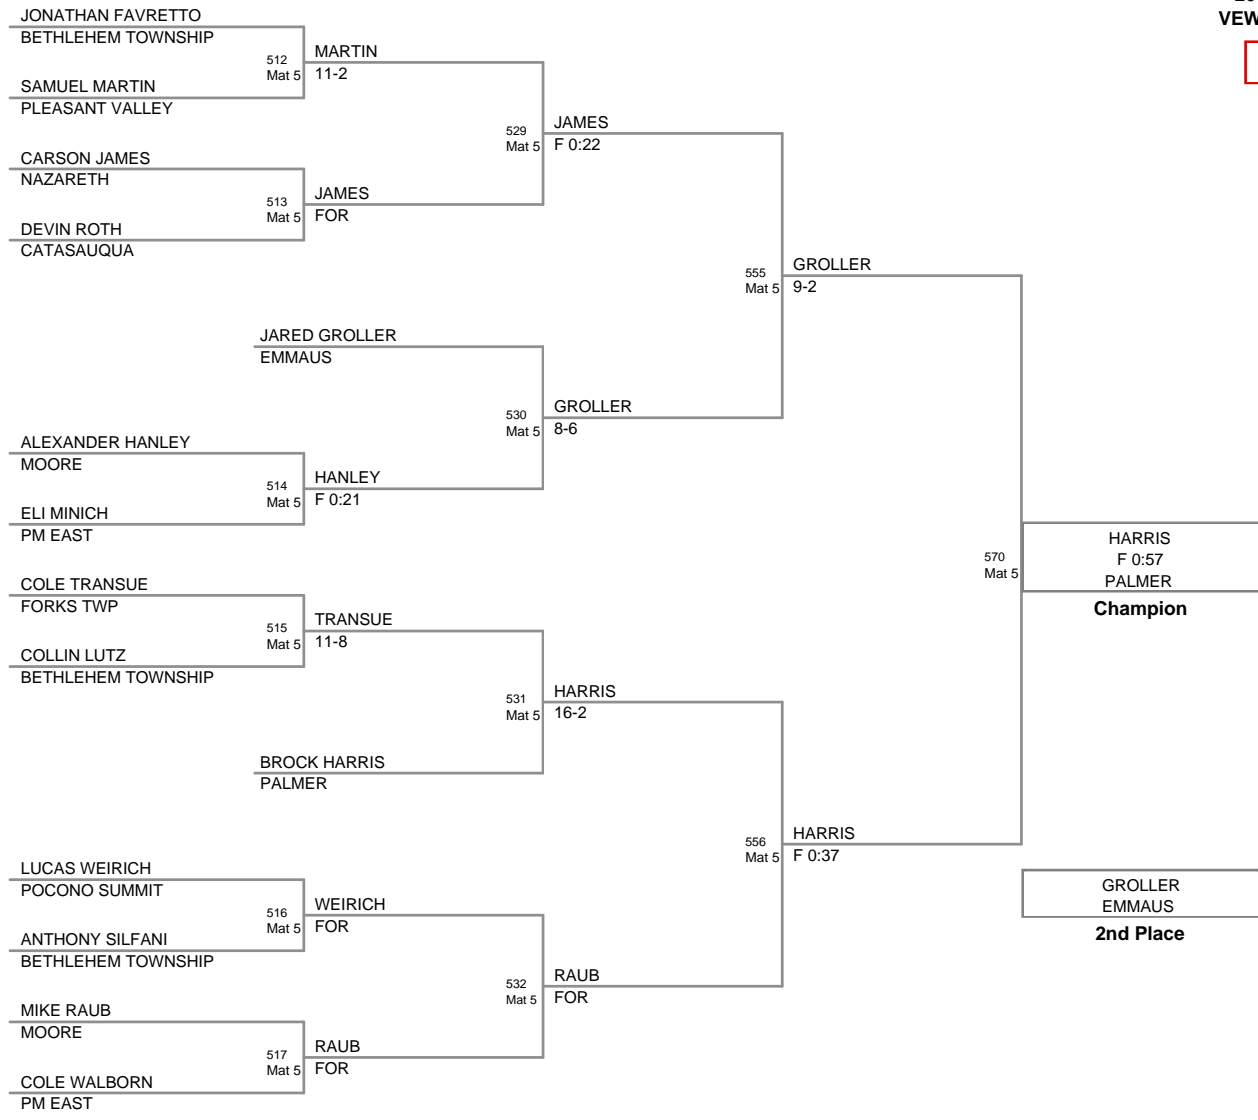 JONATHAN FAVRETTO
BETHLEHEM TOWNSHIP
512
Mat 5
MARTIN
11-2
SAMUEL MARTIN
PLEASANT VALLEY
529
Mat 5
JAMES
F 0:22
CARSON JAMES
NAZARETH
513
Mat 5
JAMES
FOR
DEVIN ROTH
CATASAUQUA
555
Mat 5
GROLLER
9-2
JARED GROLLER
EMMAUS
530
Mat 5
GROLLER
8-6
ALEXANDER HANLEY
MOORE
514
Mat 5
HANLEY
F 0:21
ELI MINICH
PM EAST
570
Mat 5
HARRIS
F 0:57
PALMER
Champion
COLE TRANSUE
FORKS TWP
515
Mat 5
TRANSUE
11-8
COLLIN LUTZ
BETHLEHEM TOWNSHIP
531
Mat 5
HARRIS
16-2
BROCK HARRIS
PALMER
556
Mat 5
HARRIS
F 0:37
LUCAS WEIRICH
POCONO SUMMIT
516
Mat 5
WEIRICH
FOR
ANTHONY SILFANI
BETHLEHEM TOWNSHIP
532
Mat 5
RAUB
FOR
MIKE RAUB
MOORE
517
Mat 5
RAUB
FOR
COLE WALBORN
PM EAST
GROLLER
EMMAUS
2nd Place
VEW